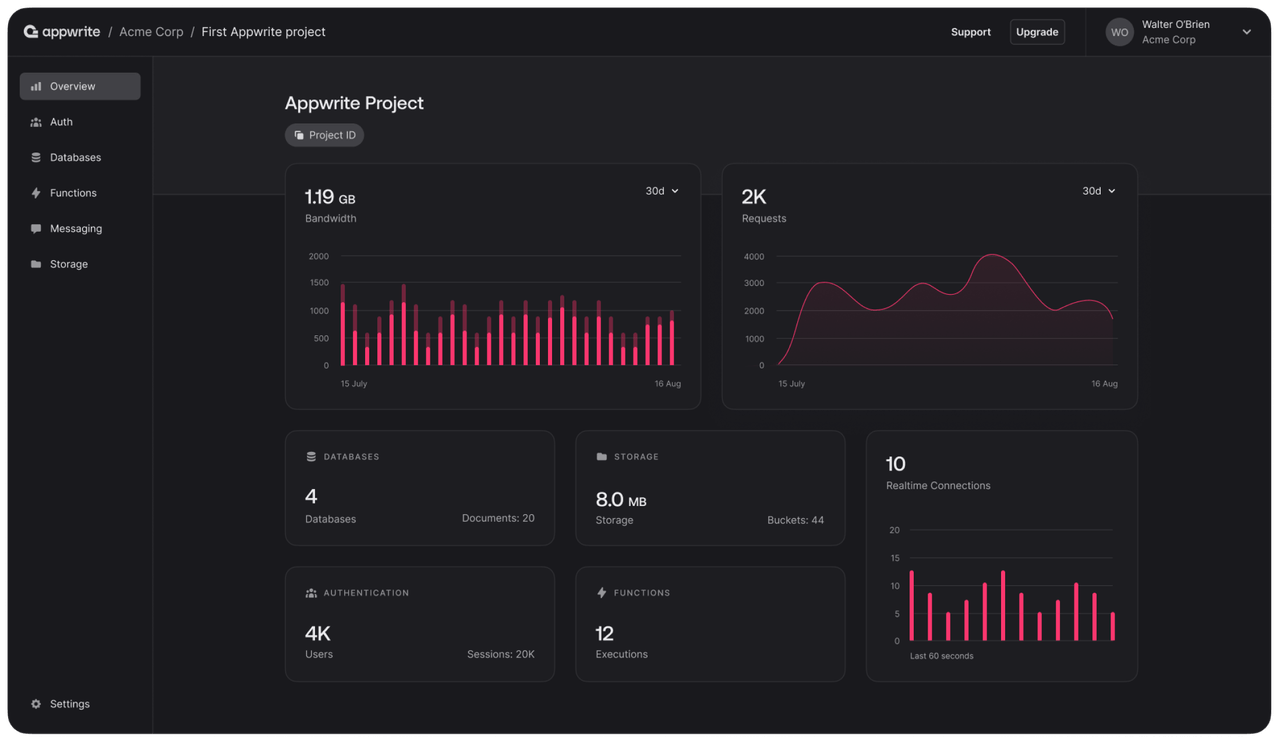 appwrite / Acme Corp / First Appwrite project
Support
Upgrade
WO
Walter O'Brien
Acme Corp
Overview
Auth
Databases
Functions
Messaging
Storage
Settings
Appwrite Project
Project ID
1.19 GB
Bandwidth
30d
2000
1500
1000
500
0
15 July
16 Aug
2K
Requests
30d
4000
3000
2000
1000
0
15 July
16 Aug
DATABASES
4
Databases
Documents: 20
STORAGE
8.0 MB
Storage
Buckets: 44
10
Realtime Connections
20
15
10
5
0
Last 60 seconds
AUTHENTICATION
4K
Users
Sessions: 20K
FUNCTIONS
12
Executions